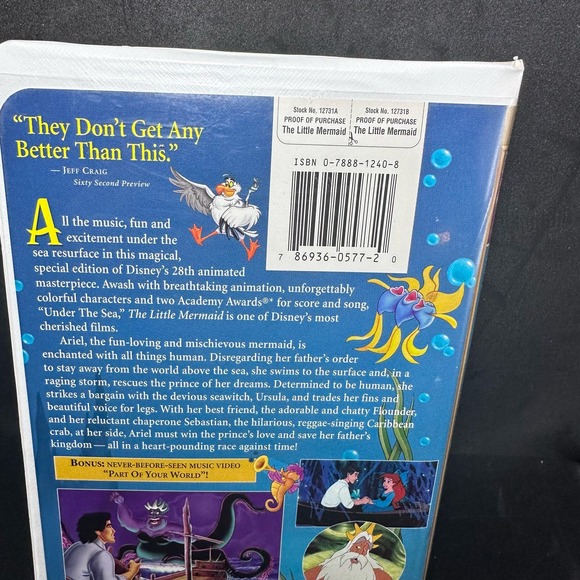 Stock No. 12731A
PROOF OF PURCHASE
The Little Mermaid
Stock No. 12731B
PROOF OF PURCHASE
The Little Mermaid
ISBN 0-7888-1240-8
7 86936-0577-2 0
“They Don’t Get Any
Better Than This.”
— JEFF CRAIG
Sixty Second Preview
All the music, fun and
excitement under the
sea resurface in this magical,
special edition of Disney’s 28th animated
masterpiece. Awash with breathtaking animation, unforgettably
colorful characters and two Academy Awards®* for score and song,
“Under The Sea,” The Little Mermaid is one of Disney’s most
cherished films.
Ariel, the fun-loving and mischievous mermaid, is
enchanted with all things human. Disregarding her father’s order
to stay away from the world above the sea, she swims to the surface and, in a
raging storm, rescues the prince of her dreams. Determined to be human, she
strikes a bargain with the devious seawitch, Ursula, and trades her fins and
beautiful voice for legs. With her best friend, the adorable and chatty Flounder,
and her reluctant chaperone Sebastian, the hilarious, reggae-singing Caribbean
crab, at her side, Ariel must win the prince’s love and save her father’s
kingdom — all in a heart-pounding race against time!
BONUS: NEVER-BEFORE-SEEN MUSIC VIDEO
“PART OF YOUR WORLD”!